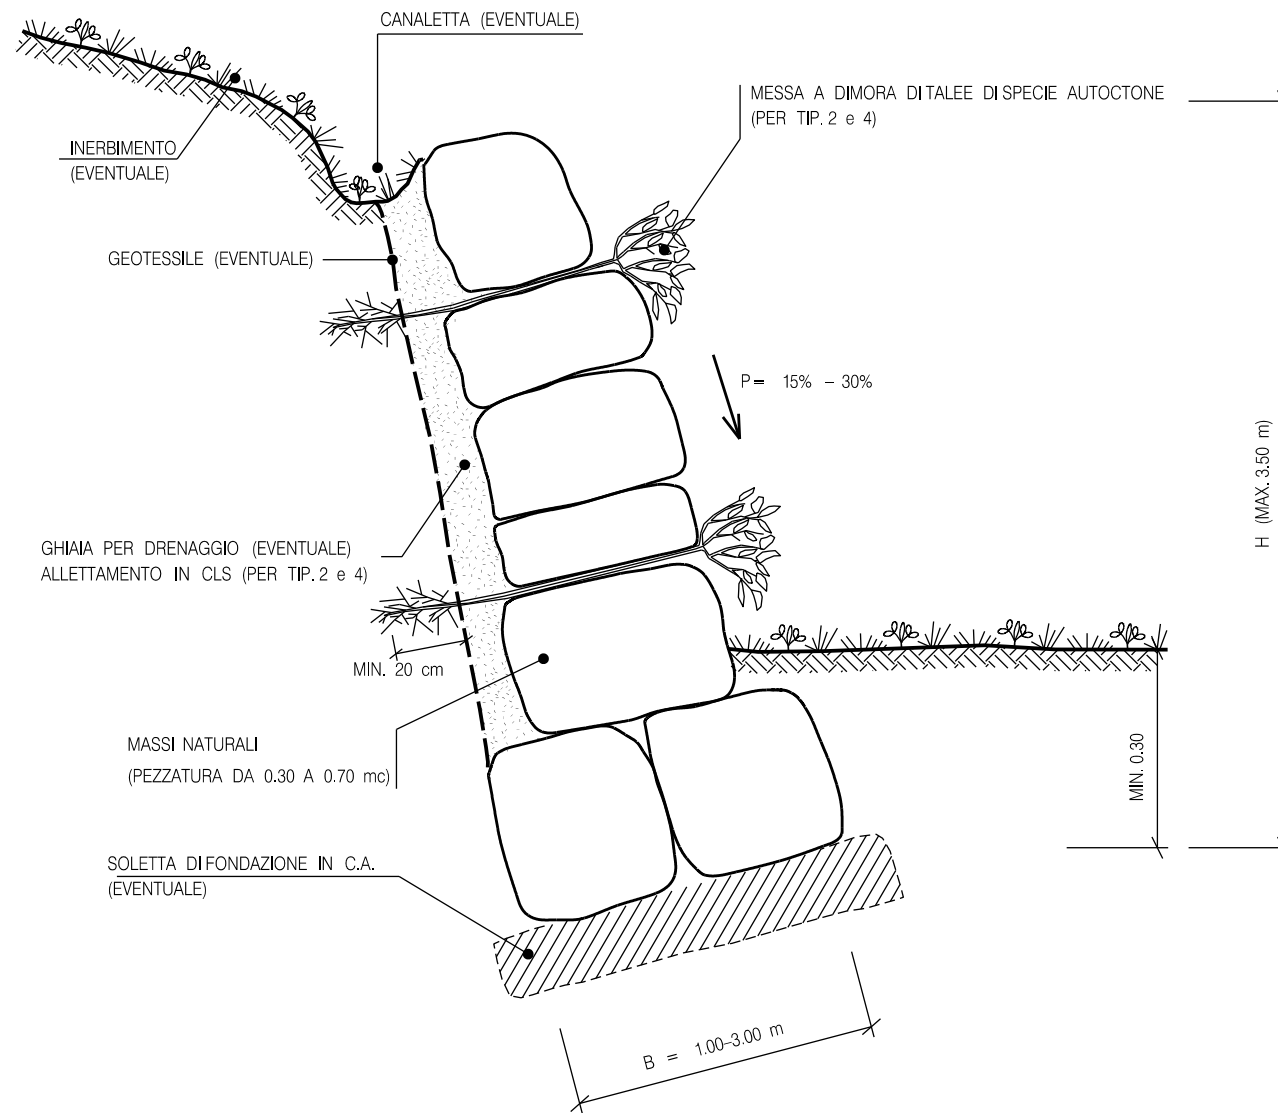 CANALETTA (EVENTUALE)
MESSA A DIMORA DI TALEE DI SPECIE AUTOCTONE
(PER TIP. 2 e 4)
INERBIMENTO
(EVENTUALE)
GEOTESSILE (EVENTUALE)
P= 15% - 30%
H (MAX. 3.50 m)
GHIAIA PER DRENAGGIO (EVENTUALE)
ALLETTAMENTO IN CLS (PER TIP. 2 e 4)
MIN. 20 cm
MASSI NATURALI
(PEZZATURA DA 0.30 A 0.70 mc)
MIN. 0.30
SOLETTA DI FONDAZIONE IN C.A.
(EVENTUALE)
B = 1.00-3.00 m